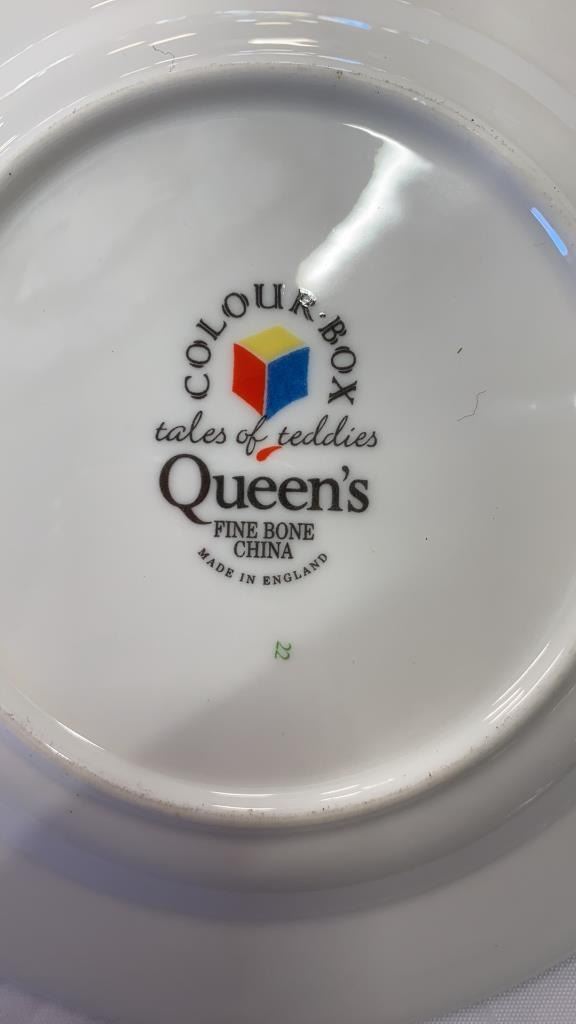 COLOUR·BOX
tales of teddies
Queen's
FINE BONE
CHINA
MADE IN ENGLAND
22